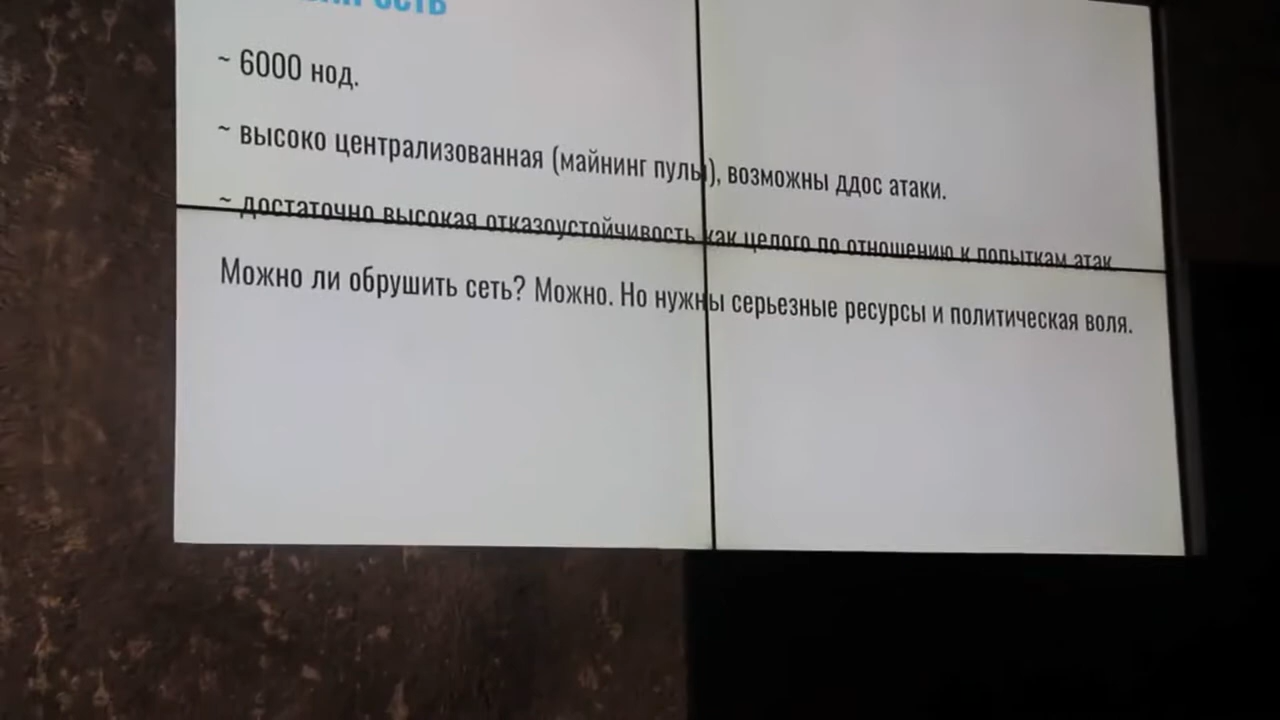 ~ 6000 нод.
~ высоко централизованная (майнинг пулы), возможны ддос атаки.
~ достаточно высокая отказоустойчивость как целого по отношению к попыткам атак
Можно ли обрушить сеть? Можно. Но нужны серьезные ресурсы и политическая воля.